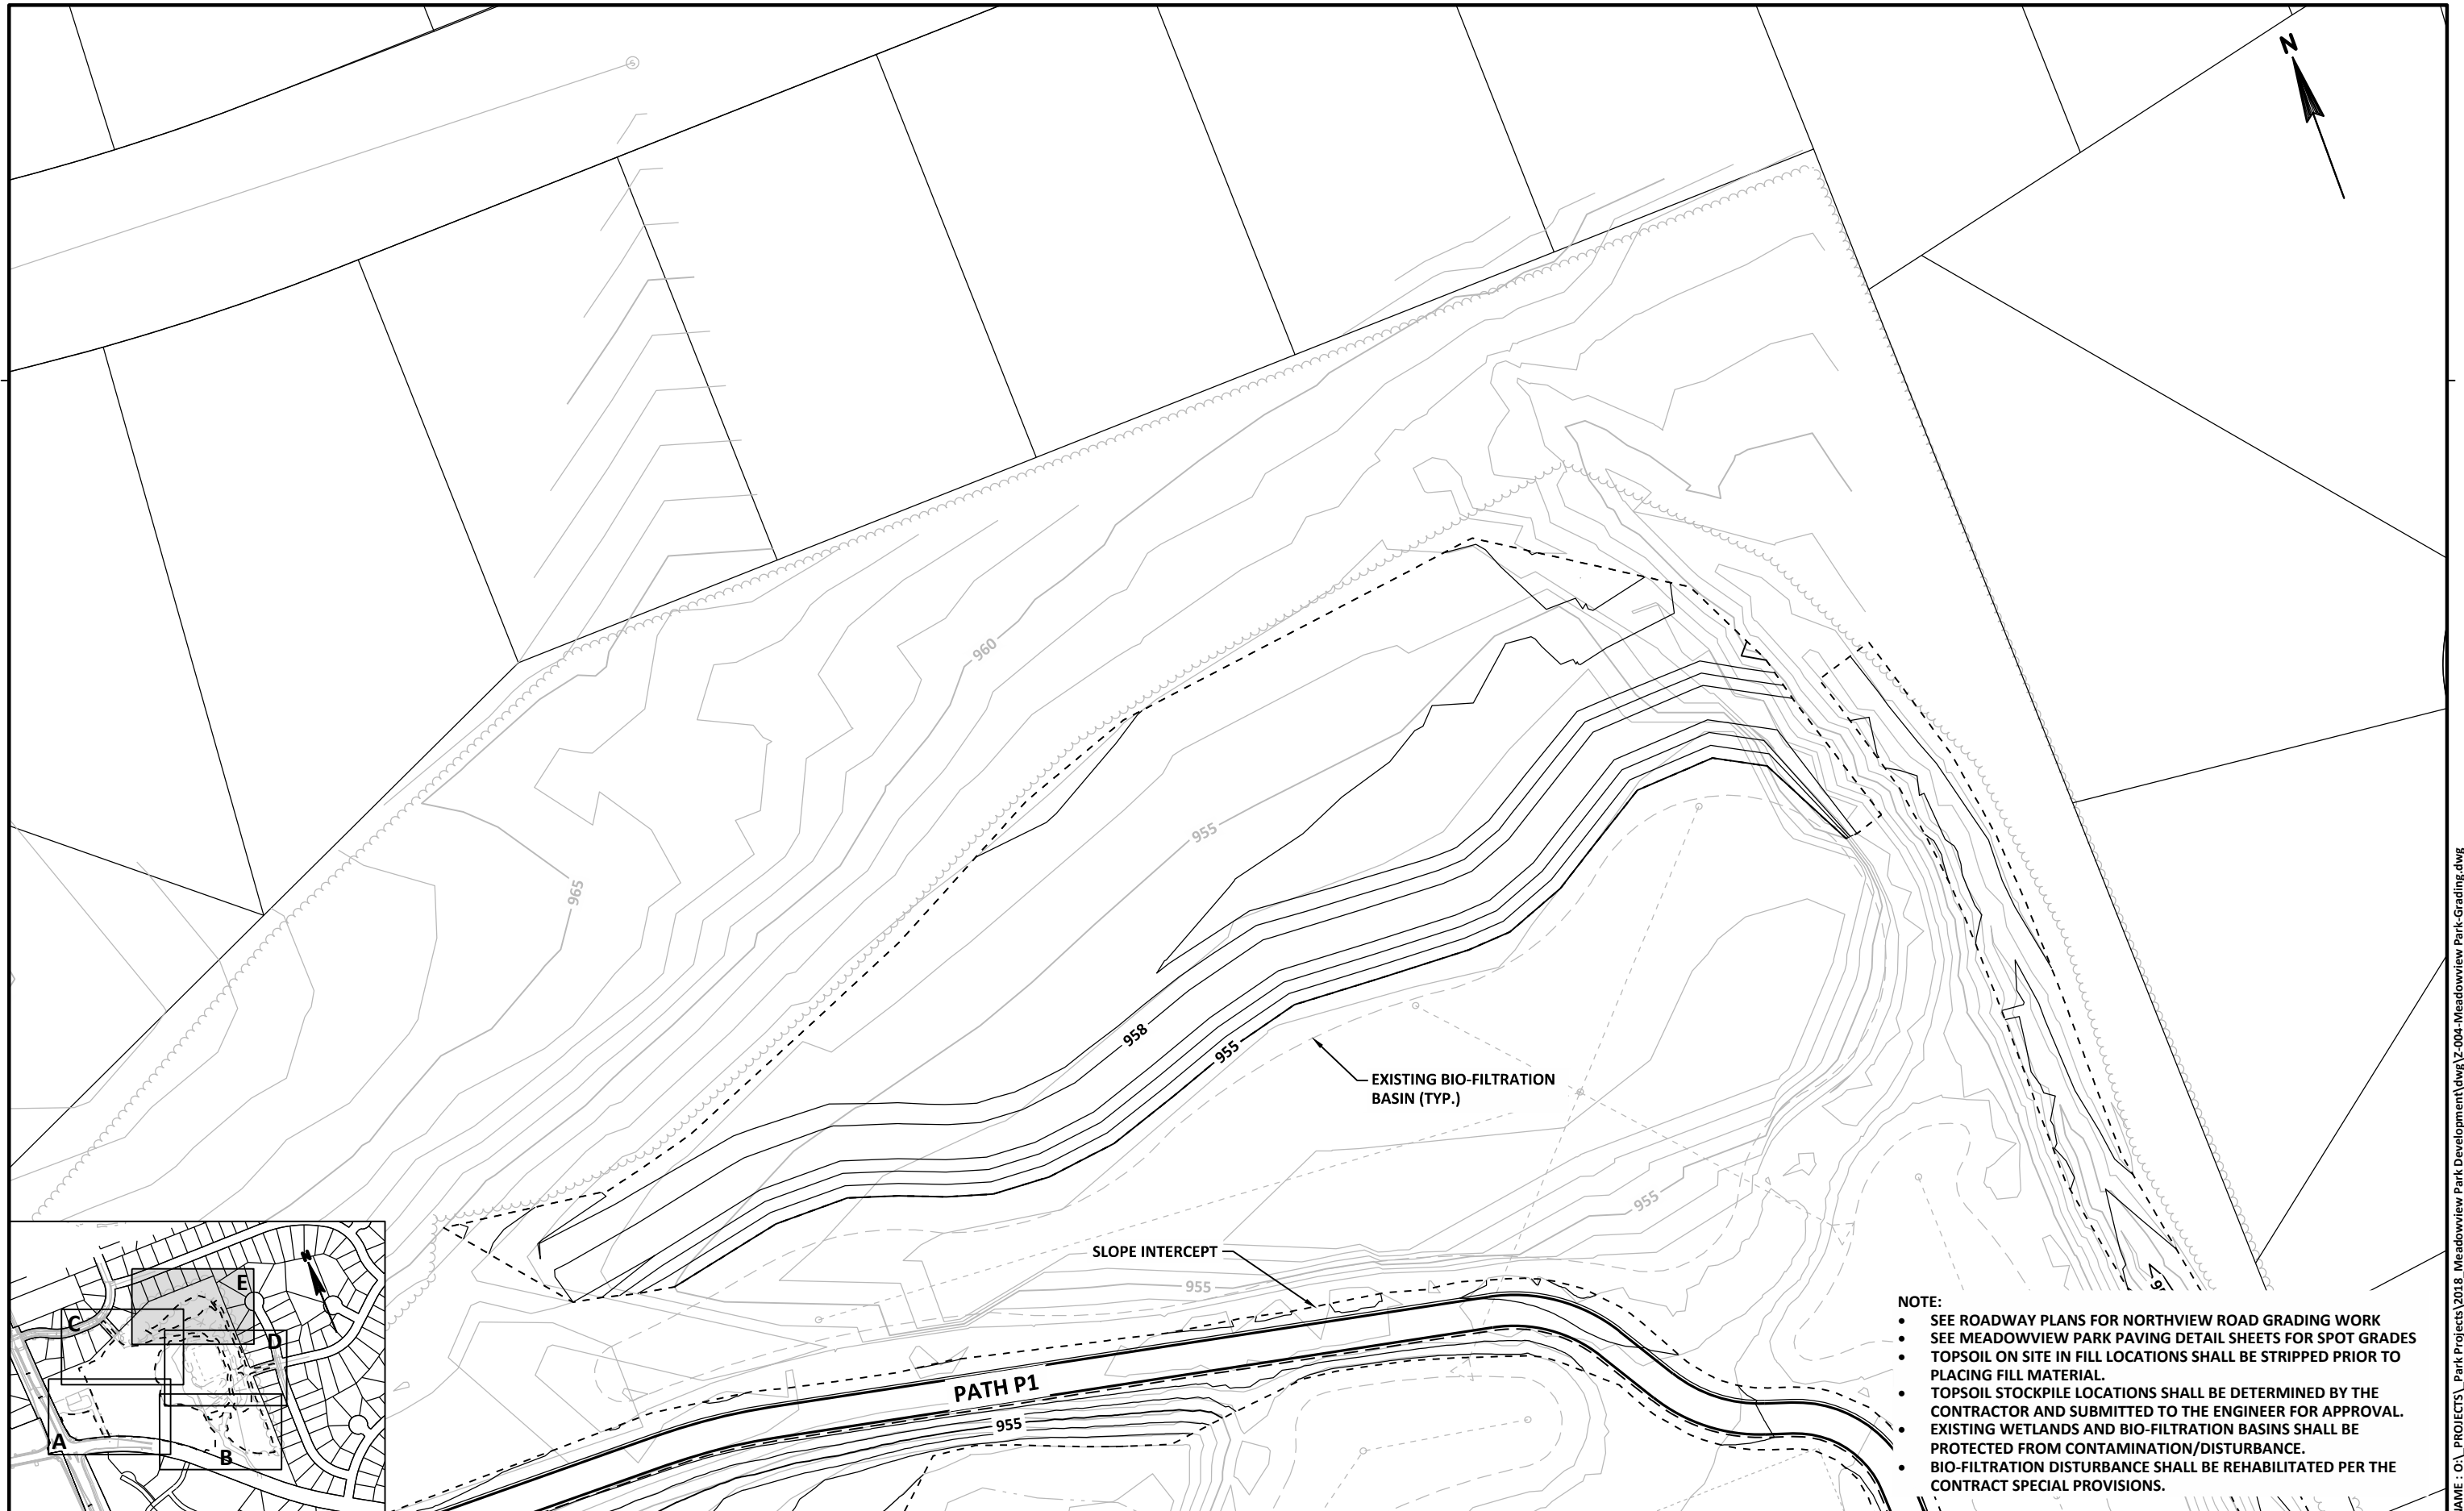 N
S
960
965
955
958
955
EXISTING BIO-FILTRATION
BASIN (TYP.)
955
SLOPE INTERCEPT
955
PATH P1
955
N
E
C
D
A
B
NOTE:
• SEE ROADWAY PLANS FOR NORTHVIEW ROAD GRADING WORK
• SEE MEADOWVIEW PARK PAVING DETAIL SHEETS FOR SPOT GRADES
• TOPSOIL ON SITE IN FILL LOCATIONS SHALL BE STRIPPED PRIOR TO
PLACING FILL MATERIAL.
• TOPSOIL STOCKPILE LOCATIONS SHALL BE DETERMINED BY THE
CONTRACTOR AND SUBMITTED TO THE ENGINEER FOR APPROVAL.
• EXISTING WETLANDS AND BIO-FILTRATION BASINS SHALL BE
PROTECTED FROM CONTAMINATION/DISTURBANCE.
• BIO-FILTRATION DISTURBANCE SHALL BE REHABILITATED PER THE
CONTRACT SPECIAL PROVISIONS.
AME : O:\_PROJECTS\_Park Projects\2018_Meadowview Park Development\dwg\Z-004-Meadowview Park-Grading.dwg